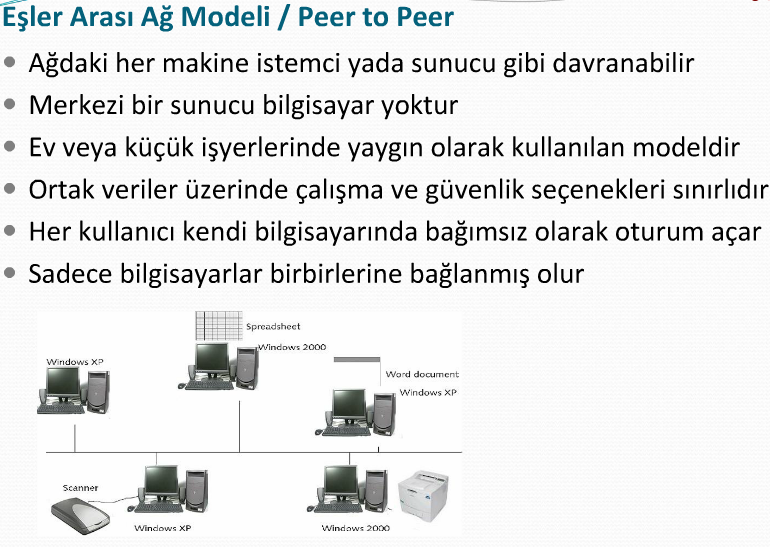 Eşler Arası Ağ Modeli / Peer to Peer
Ağdaki her makine istemci yada sunucu gibi davranabilir
Merkezi bir sunucu bilgisayar yoktur
Ev veya küçük işyerlerinde yaygın olarak kullanılan modeldir
Ortak veriler üzerinde çalışma ve güvenlik seçenekleri sınırlıdır
Her kullanıcı kendi bilgisayarında bağımsız olarak oturum açar
Sadece bilgisayarlar birbirlerine bağlanmış olur
Spreadsheet
Windows 2000
Windows XP
Word document
Windows XP
Scanner
Windows XP
Windows 2000